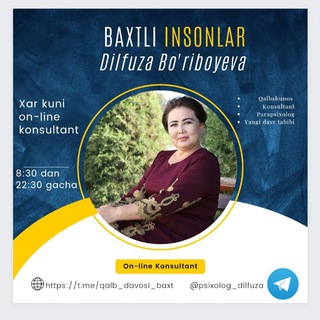 BAXTLI INSONLAR
Dilfuza Bo'riboyeva
Xar kuni
on-line
konsultant
8:30 dan
22:30 gacha
Qalbshunos
Konsultant
Parapsixolog
Yangi davr tabibi
On-line Konsultant
https://t.me/qalb_davosi_baxt
@psixolog_dilfuza